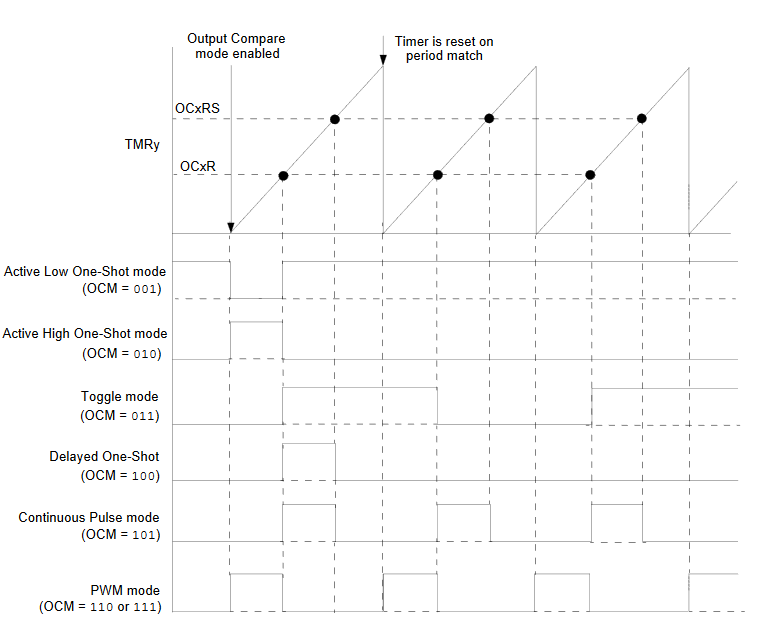 Output Compare
mode enabled
Timer is reset on
period match
OCxRS
TMRy
OCxR
Active Low One-Shot mode
(OCM = 001)
Active High One-Shot mode
(OCM = 010)
Toggle mode
(OCM = 011)
Delayed One-Shot
(OCM = 100)
Continuous Pulse mode
(OCM = 101)
PWM mode
(OCM = 110 or 111)